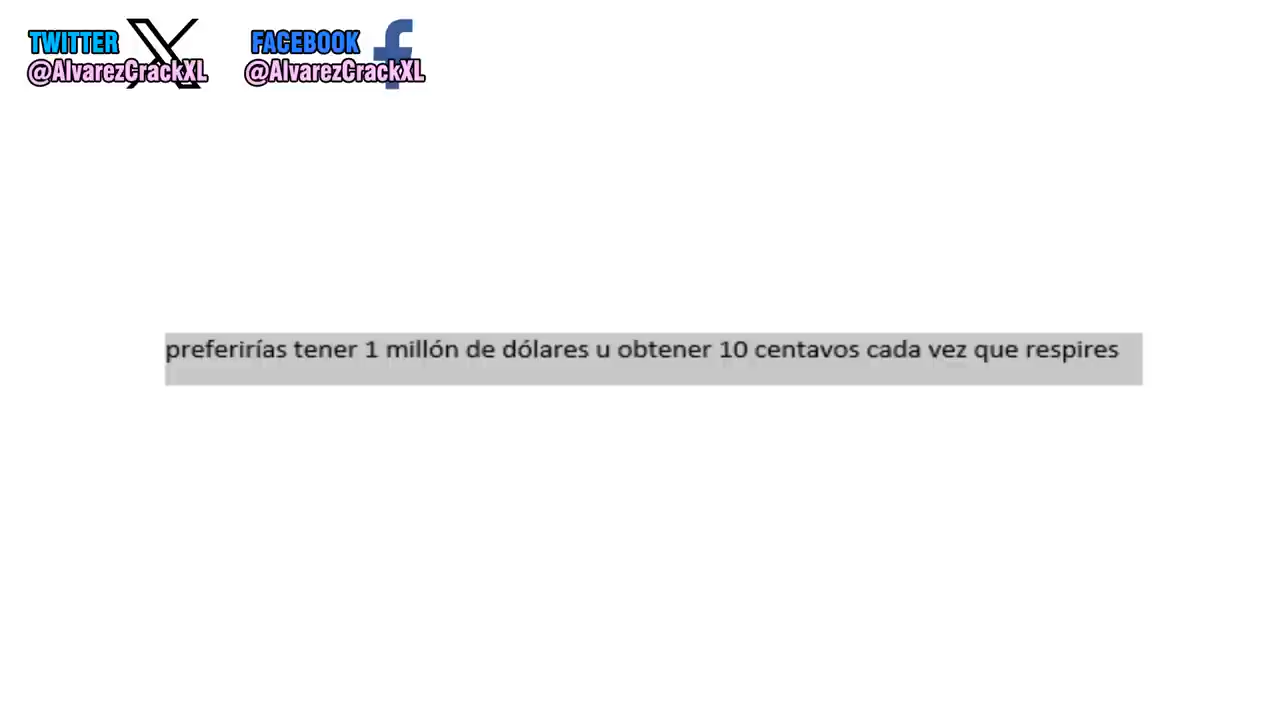 TWITTER FACEBOOK
@AlvarezCrackXL @AlvarezCrackXL
preferirías tener 1 millón de dólares u obtener 10 centavos cada vez que respires